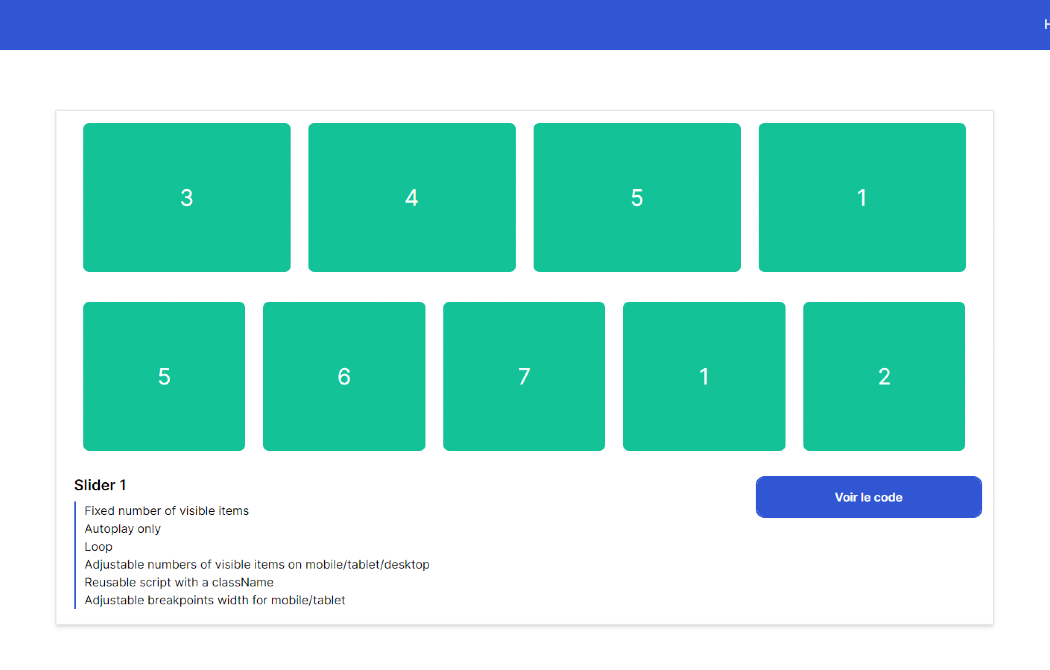 H
3
4
5
1
5
6
7
1
2
Slider 1
Voir le code
Fixed number of visible items
Autoplay only
Loop
Adjustable numbers of visible items on mobile/tablet/desktop
Reusable script with a className
Adjustable breakpoints width for mobile/tablet